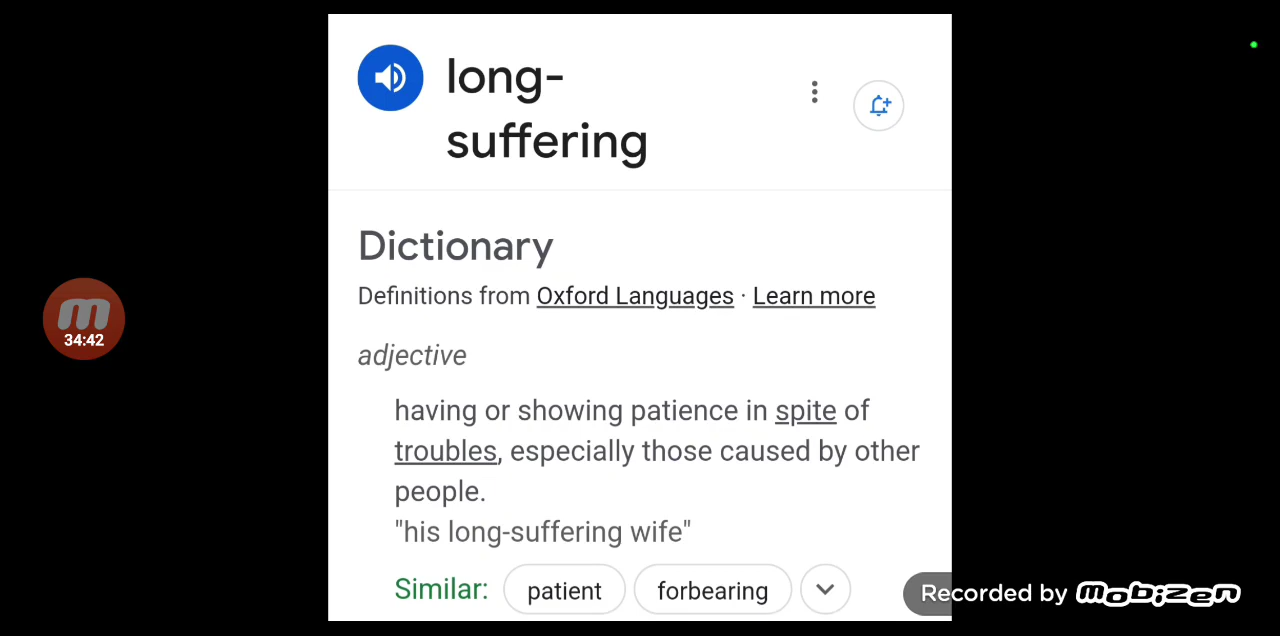 long-
suffering
Dictionary
Definitions from Oxford Languages · Learn more
adjective
having or showing patience in spite of
troubles, especially those caused by other
people.
"his long-suffering wife"
Similar: patient forbearing
m
34:42
Recorded by mobizen